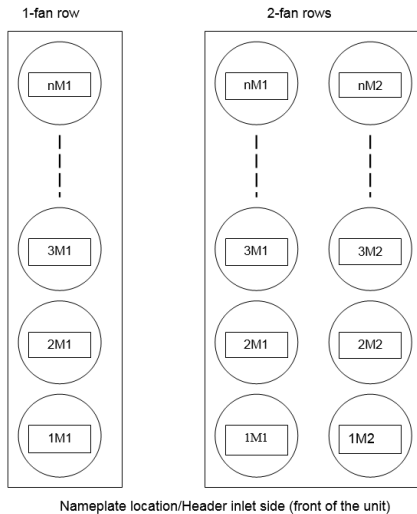 1-fan row 2-fan rows
nM1 nM1 nM2
3M1 3M1 3M2
2M1 2M1 2M2
1M1 1M1 1M2
Nameplate location/Header inlet side (front of the unit)